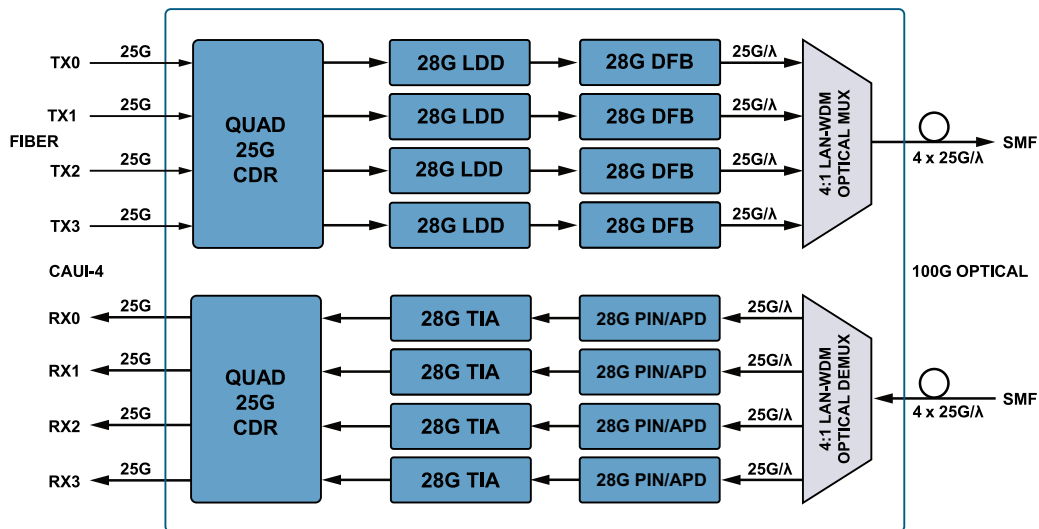 TX0 25G 28G LDD 28G DFB 25G/λ
TX1 25G 28G LDD 28G DFB 25G/λ
FIBER
QUAD
25G
CDR
4:1 LAN-WDM
OPTICAL MUX
SMF
4 x 25G/λ
TX2 25G 28G LDD 28G DFB 25G/λ
TX3 25G 28G LDD 28G DFB 25G/λ
CAUI-4
100G OPTICAL
RX0 25G 28G TIA 28G PIN/APD 25G/λ
RX1 25G 28G TIA 28G PIN/APD 25G/λ
QUAD
25G
CDR
4:1 LAN-WDM
OPTICAL DEMUX
SMF
4 x 25G/λ
RX2 25G 28G TIA 28G PIN/APD 25G/λ
RX3 25G 28G TIA 28G PIN/APD 25G/λ